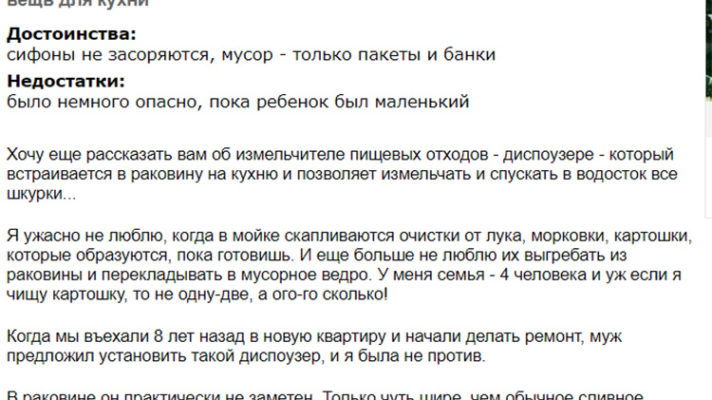 вещь для кухни
Достоинства:
сифоны не засоряются, мусор - только пакеты и банки
Недостатки:
было немного опасно, пока ребенок был маленький
Хочу еще рассказать вам об измельчителе пищевых отходов - диспоузере - который
встраивается в раковину на кухню и позволяет измельчать и спускать в водосток все
шкурки...
Я ужасно не люблю, когда в мойке скапливаются очистки от лука, морковки, картошки,
которые образуются, пока готовишь. И еще больше не люблю их выгребать из
раковины и перекладывать в мусорное ведро. У меня семья - 4 человека и уж если я
чищу картошку, то не одну-две, а ого-го сколько!
Когда мы въехали 8 лет назад в новую квартиру и начали делать ремонт, муж
предложил установить такой диспоузер, и я была не против.
В раковине он практически не заметен. Только чуть шире, чем обычное сливное